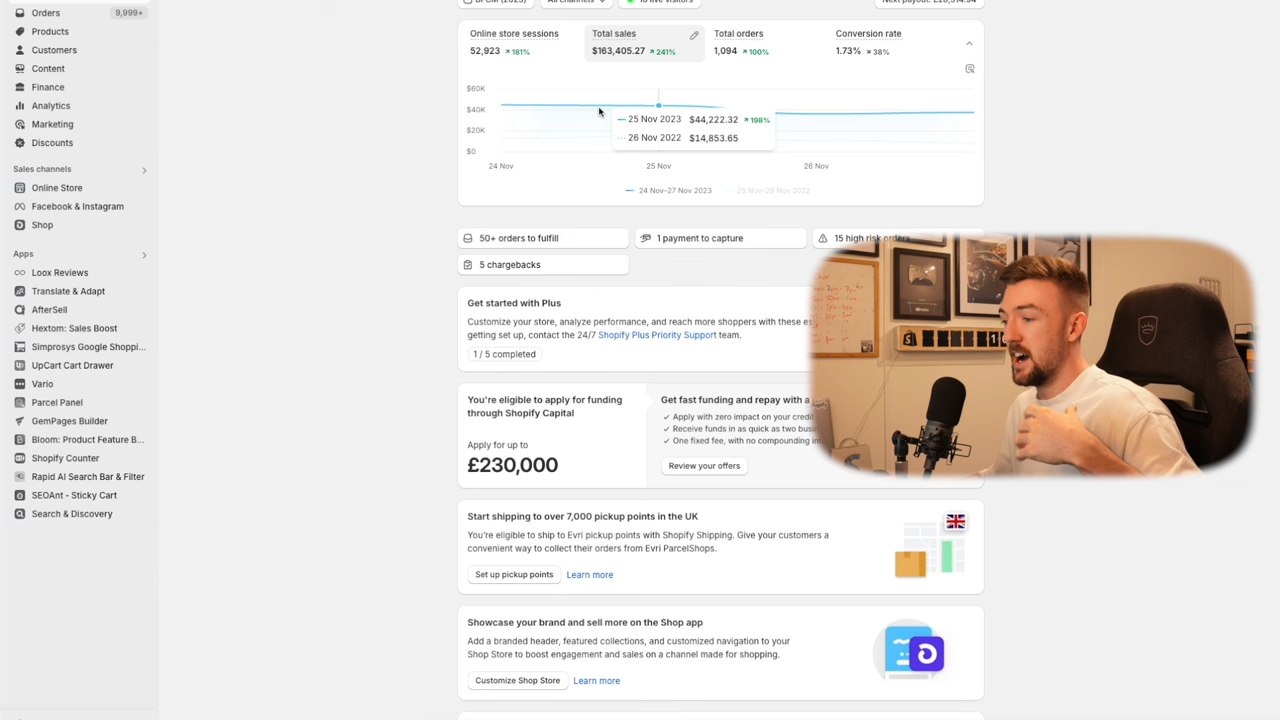 Orders 9,999+
Products
Customers
Content
Finance
Analytics
Marketing
Discounts
Sales channels
Online Store
Facebook & Instagram
Shop
Apps
Loox Reviews
Translate & Adapt
AfterSell
Hextom: Sales Boost
Simprosys Google Shoppi...
UpCart Cart Drawer
Vario
Parcel Panel
GemPages Builder
Bloom: Product Feature B...
Shopify Counter
Rapid AI Search Bar & Filter
SEOAnt - Sticky Cart
Search & Discovery
Online store sessions
52,923 ↗ 181%
Total sales
$163,405.27 ↗ 241%
Total orders
1,094 ↗ 100%
Conversion rate
1.73% ↗ 38%
$60K
$40K
$20K
$0
25 Nov 2023 $44,222.32 ↗ 198%
26 Nov 2022 $14,853.65
24 Nov
25 Nov
26 Nov
24 Nov–27 Nov 2023
25 Nov–28 Nov 2022
50+ orders to fulfill
1 payment to capture
15 high risk orders
5 chargebacks
Get started with Plus
Customize your store, analyze performance, and reach more shoppers with these es
getting set up, contact the 24/7 Shopify Plus Priority Support team.
1 / 5 completed
You're eligible to apply for funding
through Shopify Capital
Apply for up to
£230,000
Get fast funding and repay with a
Apply with zero impact on your credit
Receive funds in as quick as two busi
One fixed fee, with no compounding in
Review your offers
Start shipping to over 7,000 pickup points in the UK
You're eligible to ship to Evri pickup points with Shopify Shipping. Give your customers a
convenient way to collect their orders from Evri ParcelShops.
Set up pickup points
Learn more
Showcase your brand and sell more on the Shop app
Add a branded header, featured collections, and customized navigation to your
Shop Store to boost engagement and sales on a channel made for shopping.
Customize Shop Store
Learn more